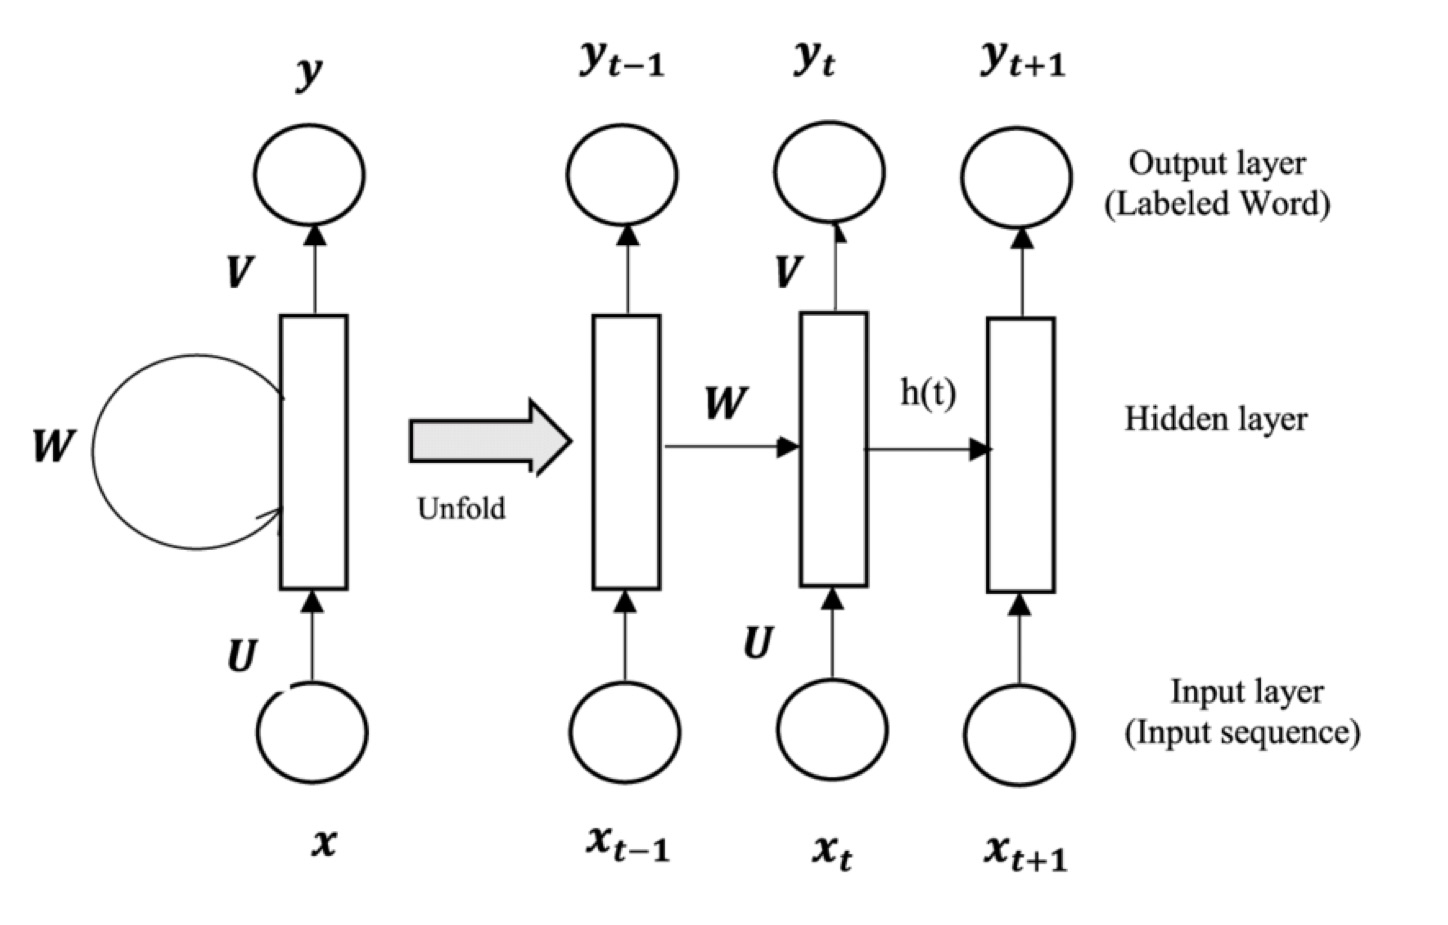 y
y_{t-1}
y_t
y_{t+1}
Output layer
(Labeled Word)
V
V
W
W
h(t)
Hidden layer
Unfold
U
U
Input layer
(Input sequence)
x
x_{t-1}
x_t
x_{t+1}